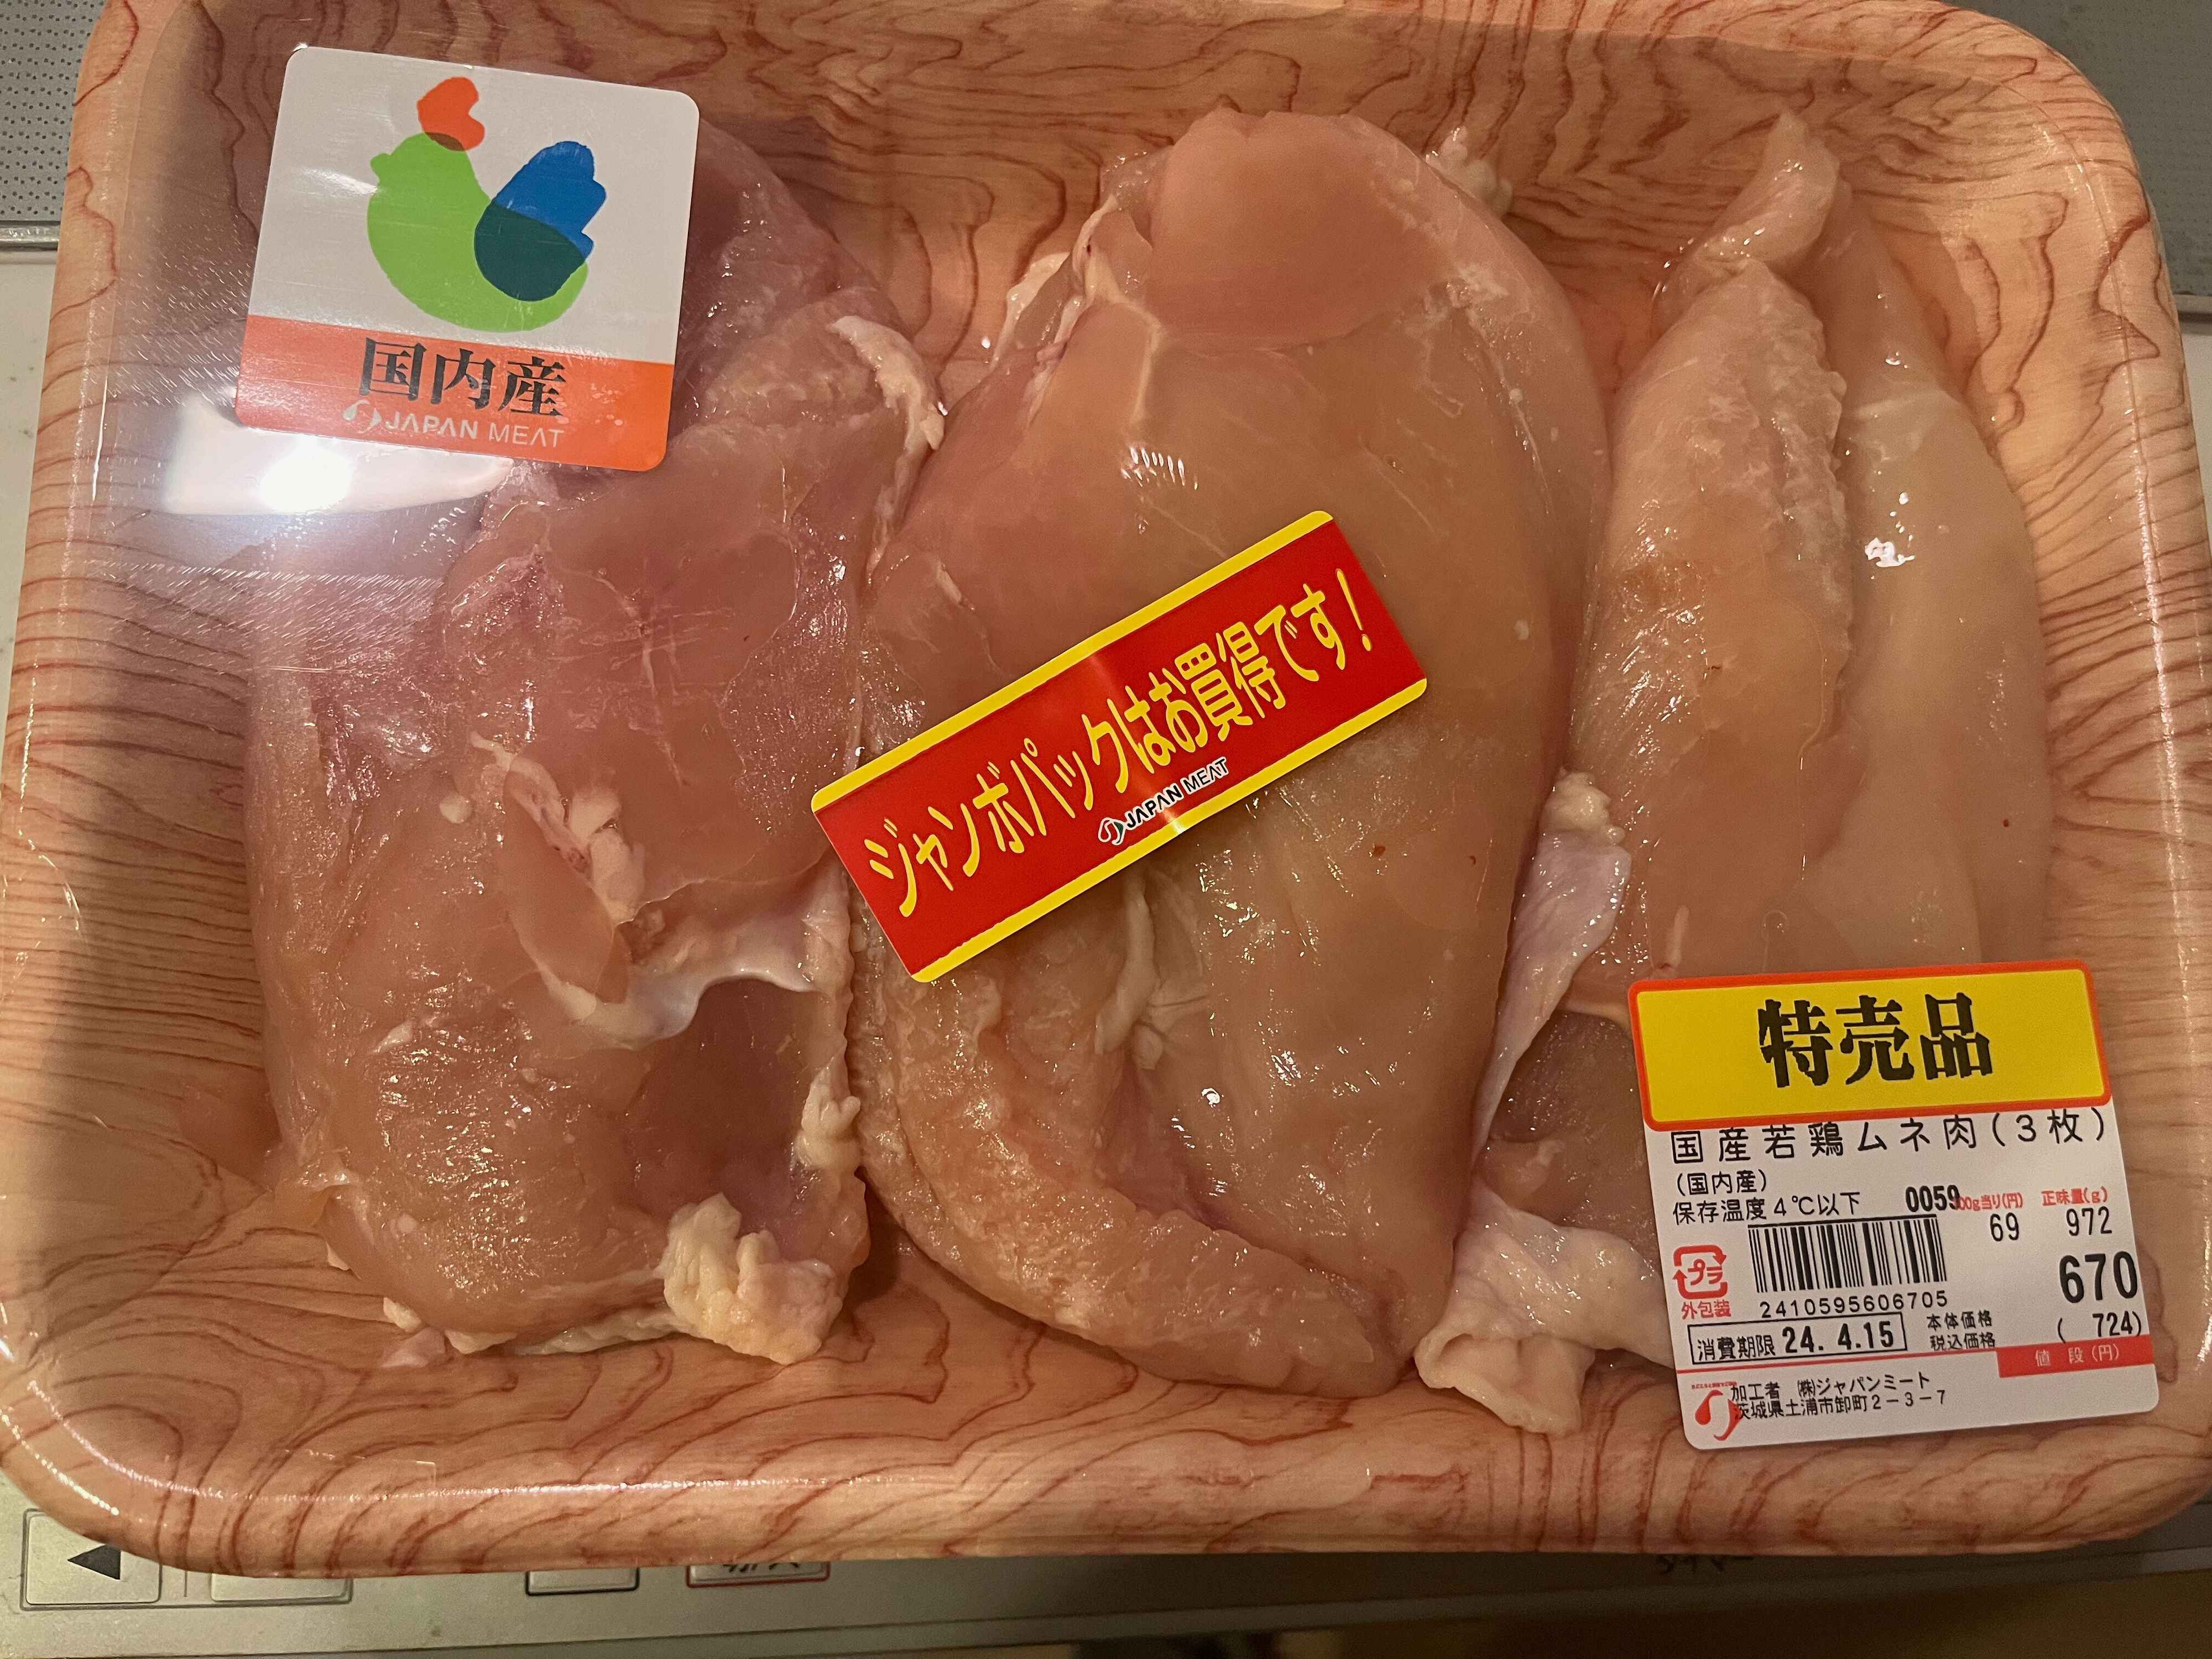 国内産
JAPAN MEAT
ジャンボパックはお買得です!
JAPAN MEAT
特売品
国産若鶏ムネ肉(3枚)
(国内産)
保存温度4℃以下 0059
00g当り(円) 正味量(g)
69 972
プラ
外包装
2410595606705
670
本体価格
税込価格
(724)
消費期限 24. 4.15
値段(円)
加工者 (株)ジャパンミート
茨城県土浦市卸町2-3-7